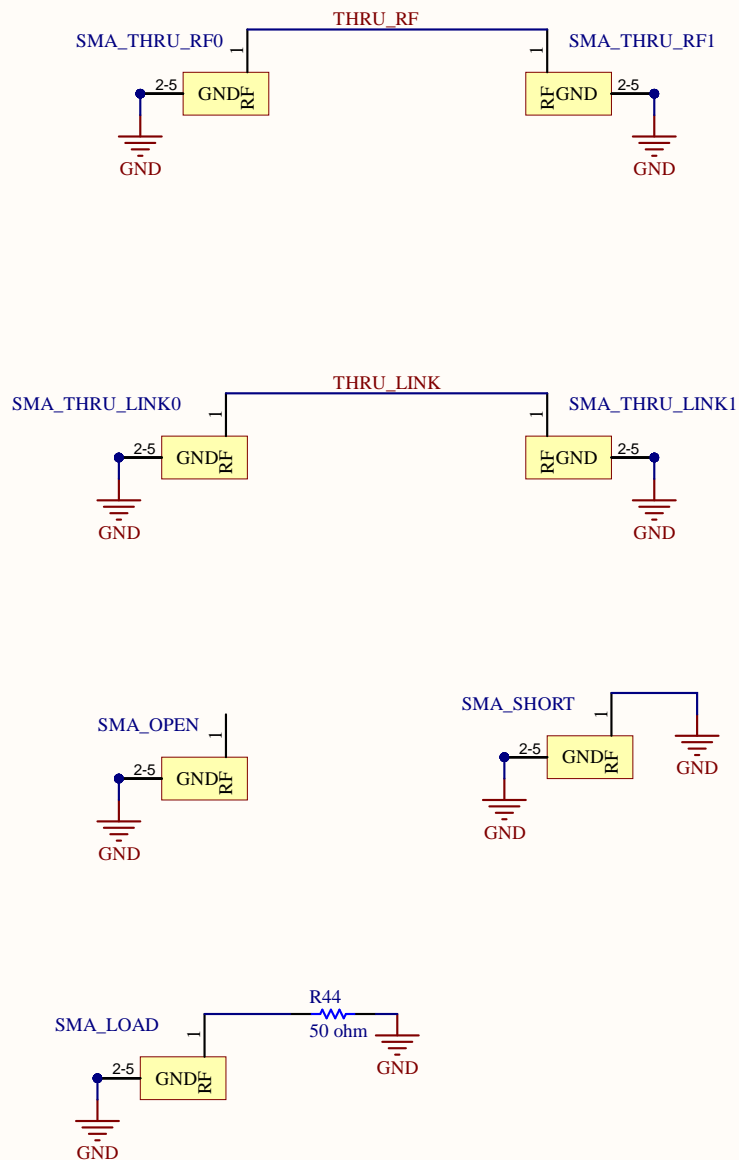 THRU_RF
SMA_THRU_RF0
1
1
SMA_THRU_RF1
2-5
GND
RF
RF
GND
2-5
GND
GND
THRU_LINK
SMA_THRU_LINK0
1
1
SMA_THRU_LINK1
2-5
GND
RF
RF
GND
2-5
GND
GND
SMA_OPEN
1
2-5
GND
RF
GND
SMA_SHORT
1
2-5
GND
RF
GND
GND
SMA_LOAD
1
R44
50 ohm
2-5
GND
RF
GND
GND